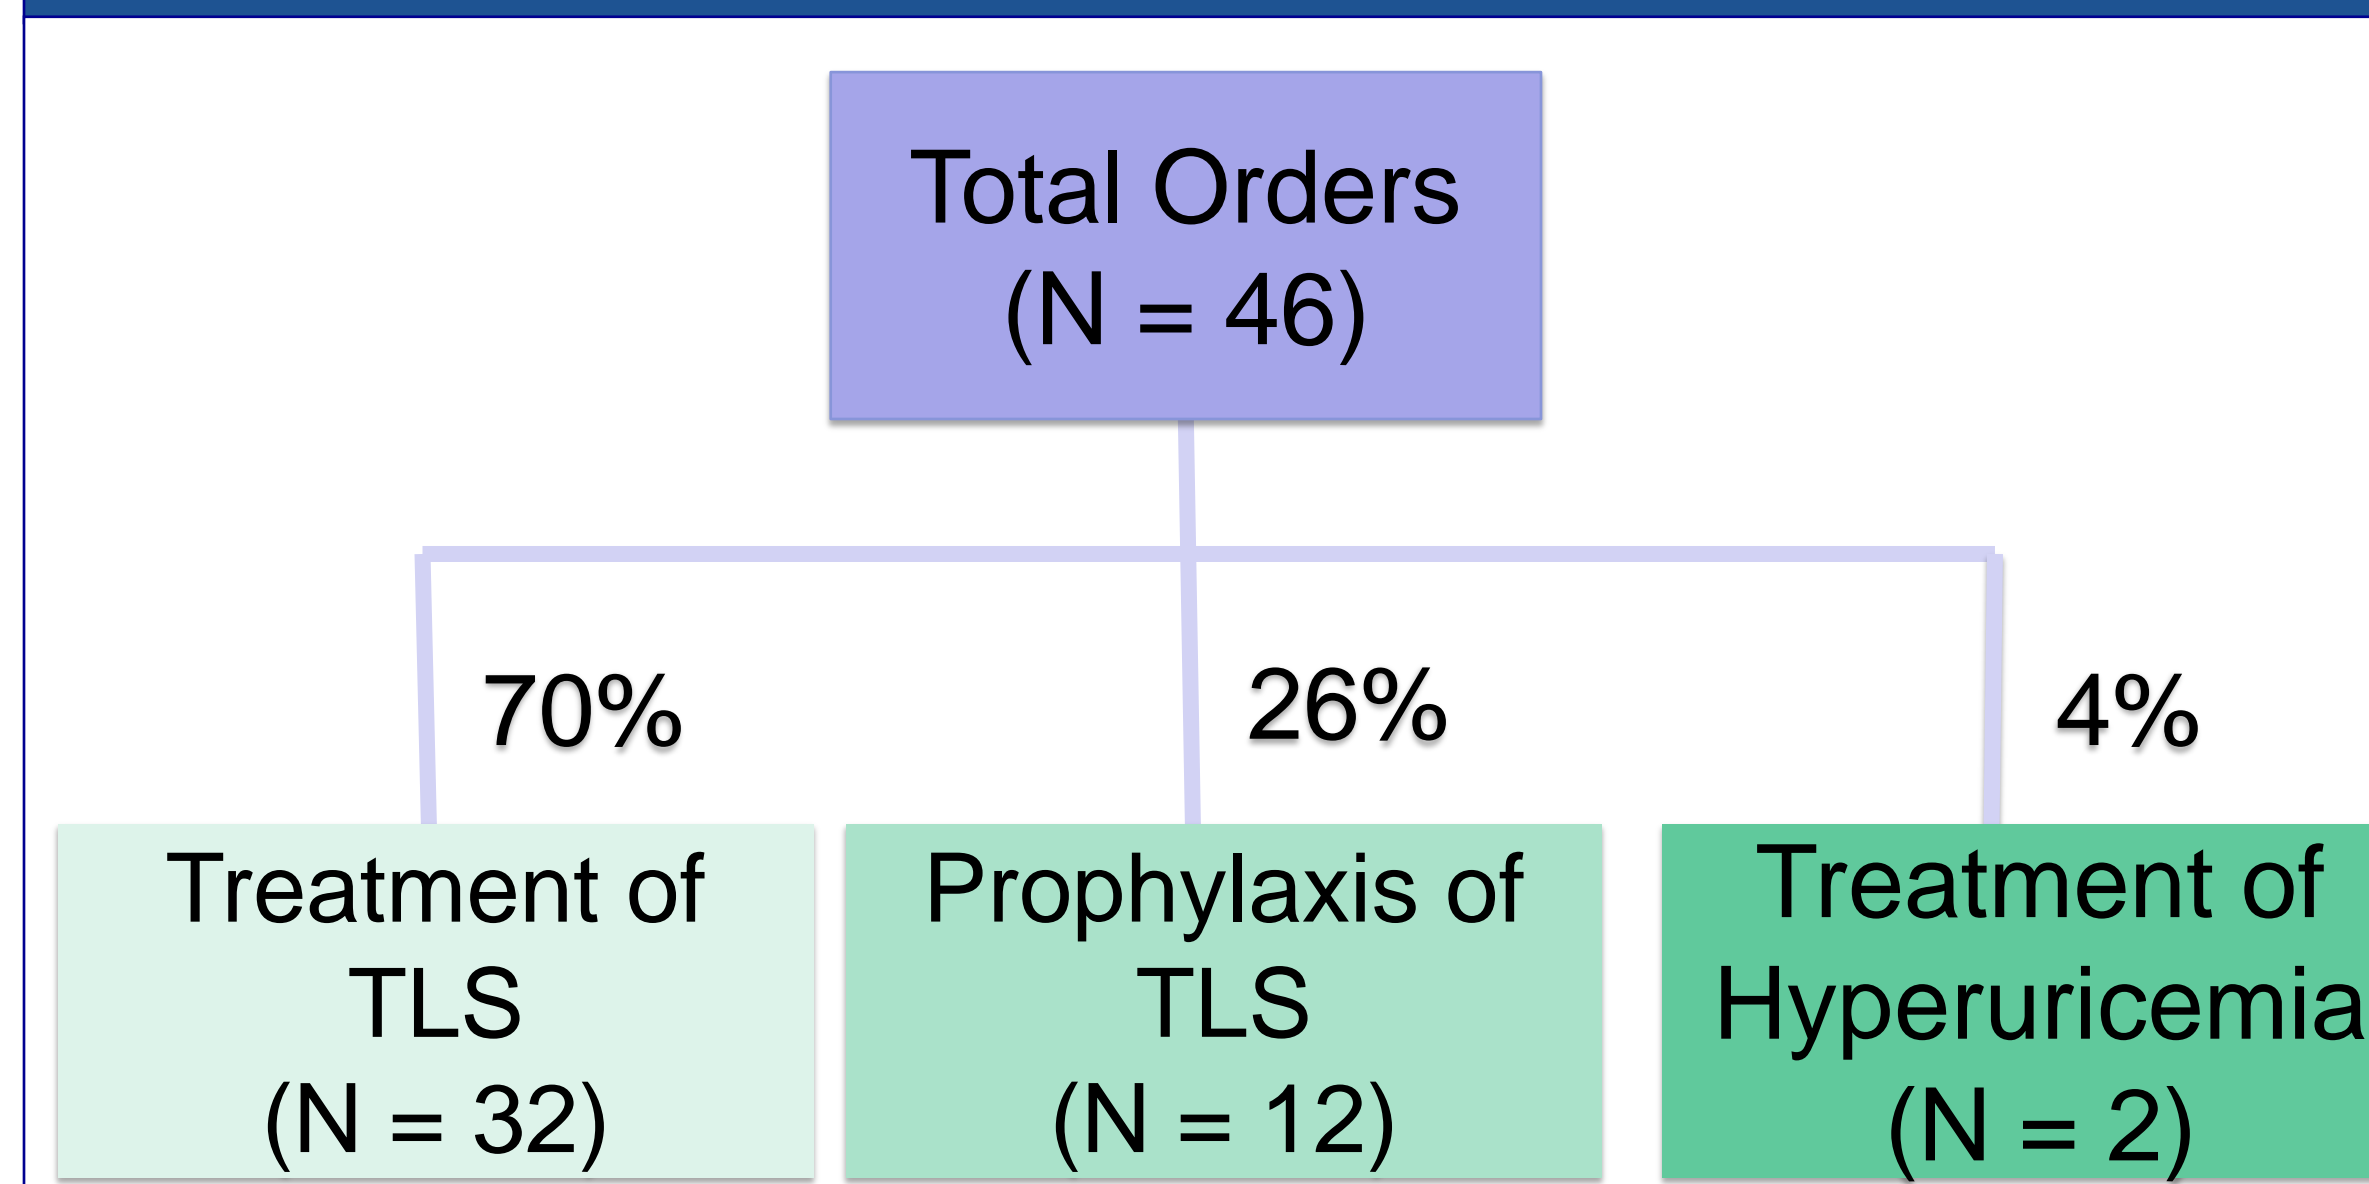 Total Orders
(N = 46)
70%
26%
4%
Treatment of
TLS
(N = 32)
Prophylaxis of
TLS
(N = 12)
Treatment of
Hyperuricemia
(N = 2)